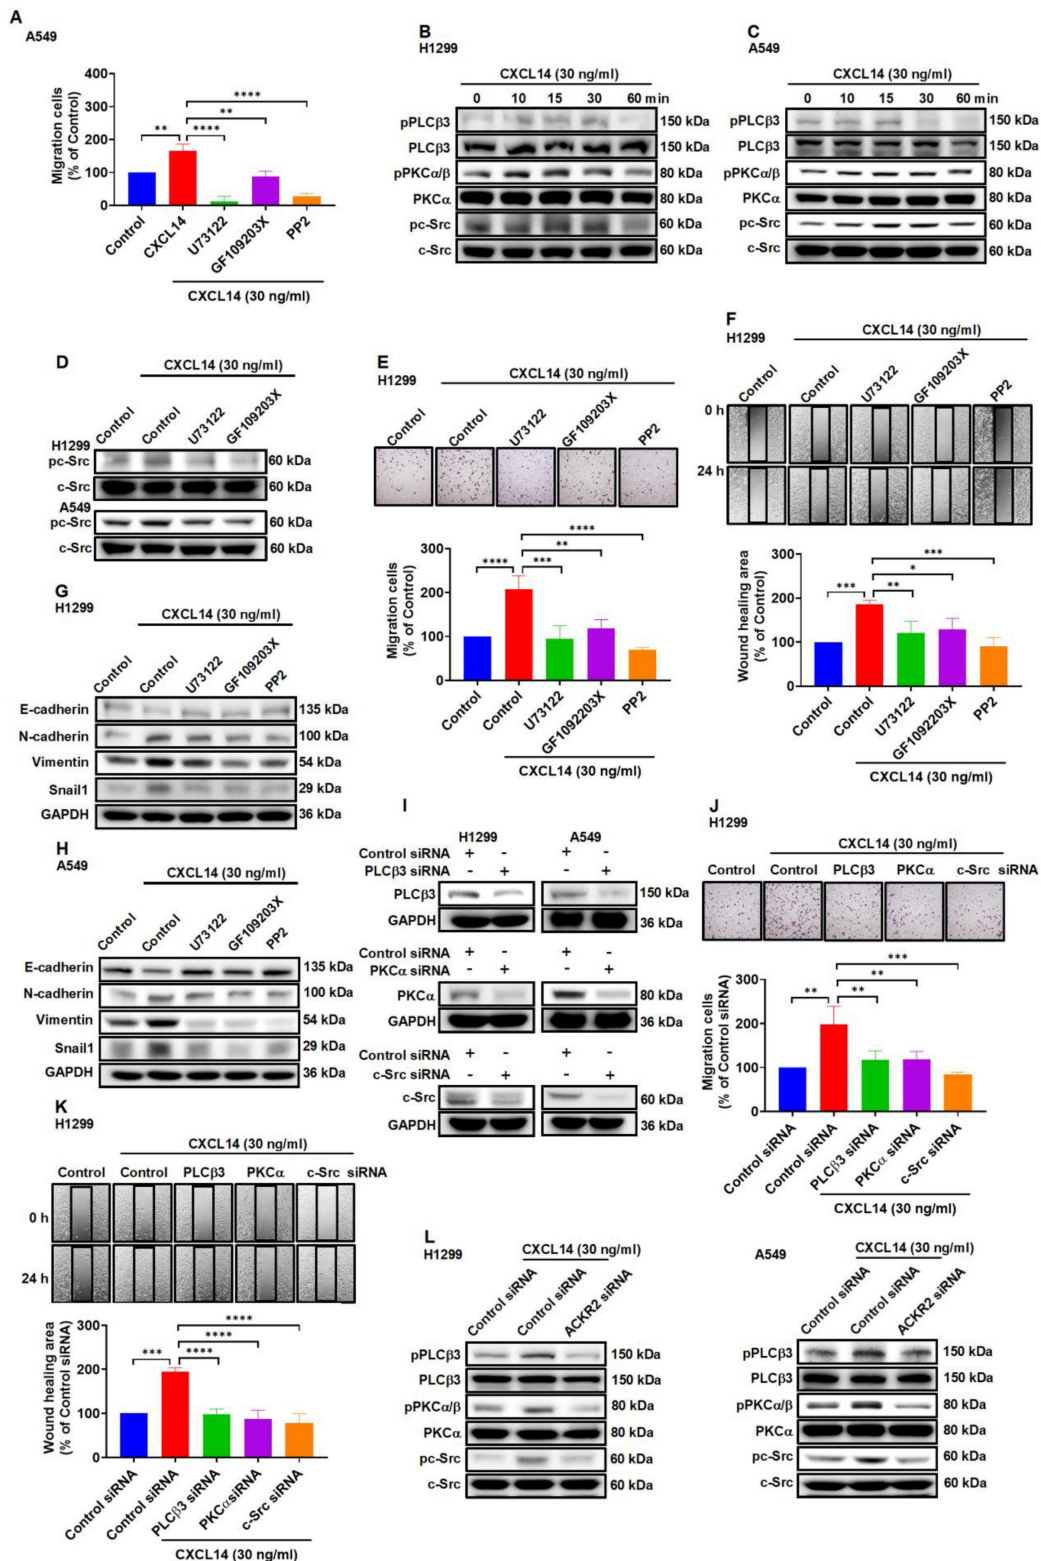 A
A549
400
300
200
100
0
Migration cells
(% of Control)
**
****
**
****
Control
CXCL14
U73122
GF109203X
PP2
CXCL14 (30 ng/ml)
B
H1299
CXCL14 (30 ng/ml)
0 10 15 30 60 min
pPLCβ3 150 kDa
PLCβ3 150 kDa
pPKCα/β 80 kDa
PKCα 80 kDa
pc-Src 60 kDa
c-Src 60 kDa
C
A549
CXCL14 (30 ng/ml)
0 10 15 30 60 min
pPLCβ3 150 kDa
PLCβ3 150 kDa
pPKCα/β 80 kDa
PKCα 80 kDa
pc-Src 60 kDa
c-Src 60 kDa
D
CXCL14 (30 ng/ml)
Control Control U73122 GF109203X
H1299
pc-Src 60 kDa
c-Src 60 kDa
A549
pc-Src 60 kDa
c-Src 60 kDa
E
H1299
CXCL14 (30 ng/ml)
Control Control U73122 GF109203X PP2
300
200
100
0
Migration cells
(% of Control)
****
***
**
****
Control
Control
U73122
GF1092203X
PP2
CXCL14 (30 ng/ml)
F
H1299
CXCL14 (30 ng/ml)
Control Control U73122 GF109203X PP2
0 h
24 h
300
200
100
0
Wound healing area
(% of Control)
***
**
*
***
Control
Control
U73122
GF109203X
PP2
CXCL14 (30 ng/ml)
G
H1299
CXCL14 (30 ng/ml)
Control Control U73122 GF109203X PP2
E-cadherin 135 kDa
N-cadherin 100 kDa
Vimentin 54 kDa
Snail1 29 kDa
GAPDH 36 kDa
H
A549
CXCL14 (30 ng/ml)
Control Control U73122 GF109203X PP2
E-cadherin 135 kDa
N-cadherin 100 kDa
Vimentin 54 kDa
Snail1 29 kDa
GAPDH 36 kDa
I
H1299 A549
Control siRNA + - + -
PLCβ3 siRNA - + - +
PLCβ3 150 kDa
GAPDH 36 kDa
Control siRNA + - + -
PKCα siRNA - + - +
PKCα 80 kDa
GAPDH 36 kDa
Control siRNA + - + -
c-Src siRNA - + - +
c-Src 60 kDa
GAPDH 36 kDa
J
H1299
CXCL14 (30 ng/ml)
Control Control PLCβ3 PKCα c-Src siRNA
300
200
100
0
Migration cells
(% of Control siRNA)
**
**
**
***
Control siRNA
Control siRNA
PLCβ3 siRNA
PKCα siRNA
c-Src siRNA
CXCL14 (30 ng/ml)
K
H1299
CXCL14 (30 ng/ml)
Control Control PLCβ3 PKCα c-Src siRNA
0 h
24 h
300
200
100
0
Wound healing area
(% of Control siRNA)
***
****
****
****
Control siRNA
Control siRNA
PLCβ3 siRNA
PKCα siRNA
c-Src siRNA
CXCL14 (30 ng/ml)
L
H1299
CXCL14 (30 ng/ml)
Control siRNA Control siRNA ACKR2 siRNA
pPLCβ3 150 kDa
PLCβ3 150 kDa
pPKCα/β 80 kDa
PKCα 80 kDa
pc-Src 60 kDa
c-Src 60 kDa
A549
CXCL14 (30 ng/ml)
Control siRNA Control siRNA ACKR2 siRNA
pPLCβ3 150 kDa
PLCβ3 150 kDa
pPKCα/β 80 kDa
PKCα 80 kDa
pc-Src 60 kDa
c-Src 60 kDa